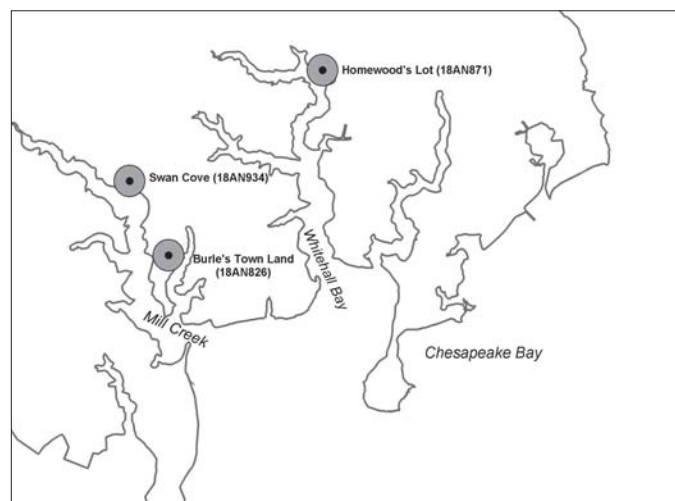 Homewood's Lot (18AN871)
Swan Cove (18AN934)
Burle's Town Land
(18AN826)
Whitehall Bay
Mill Creek
Chesapeake Bay